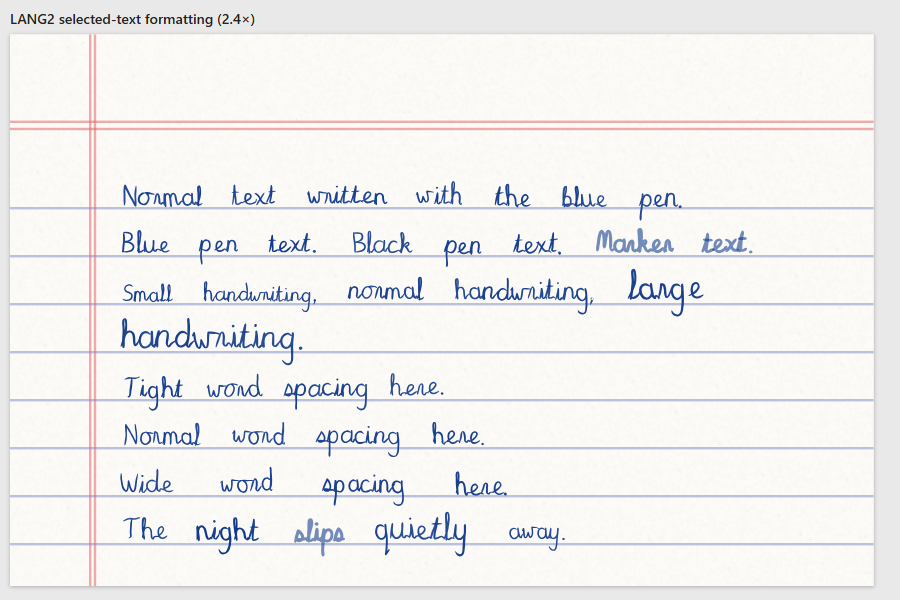 LANG2 selected-text formatting (2.4×)
Normal text written with the blue pen.
Blue pen text. Black pen text. Marker text.
Small handwriting, normal handwriting, large
handwriting.
Tight word spacing here.
Normal word spacing here.
Wide word spacing here.
The night slips quietly away.